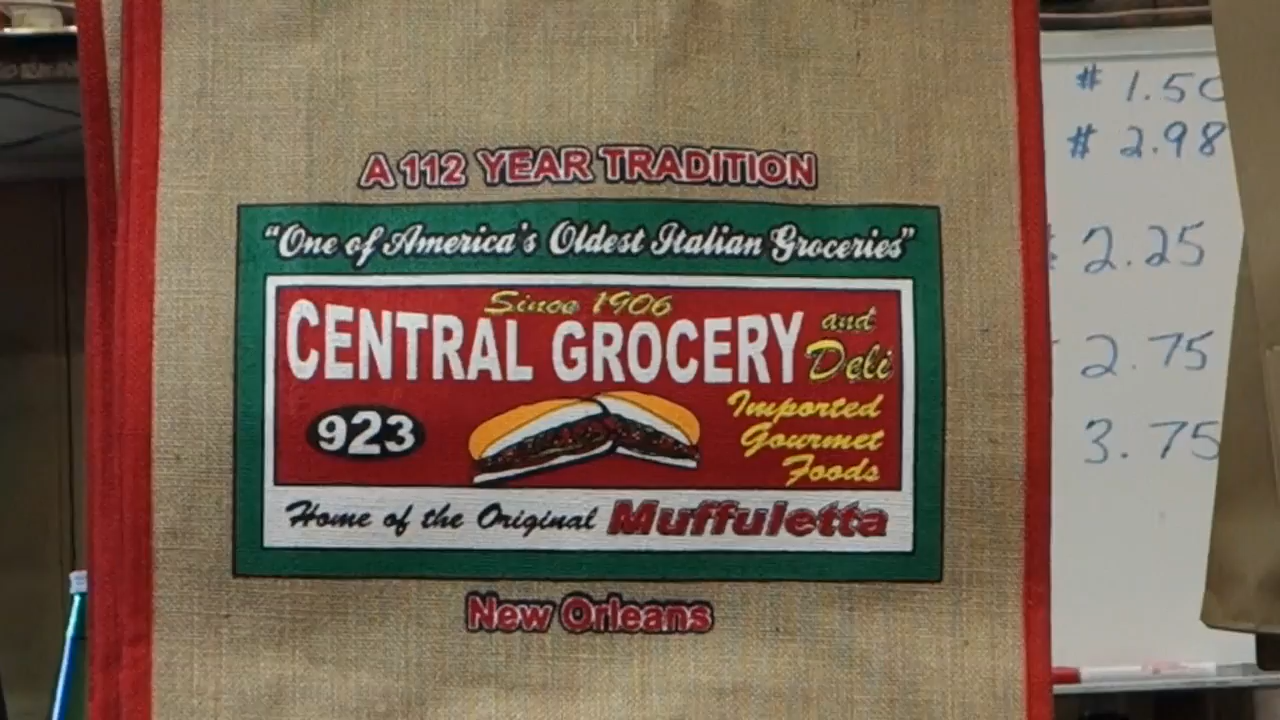 A 112 YEAR TRADITION
"One of America's Oldest Italian Groceries"
Since 1906
CENTRAL GROCERY and Deli
923
Imported
Gourmet
Foods
Home of the Original Muffuletta
New Orleans
# 1.50
# 2.98
2.25
2.75
3.75